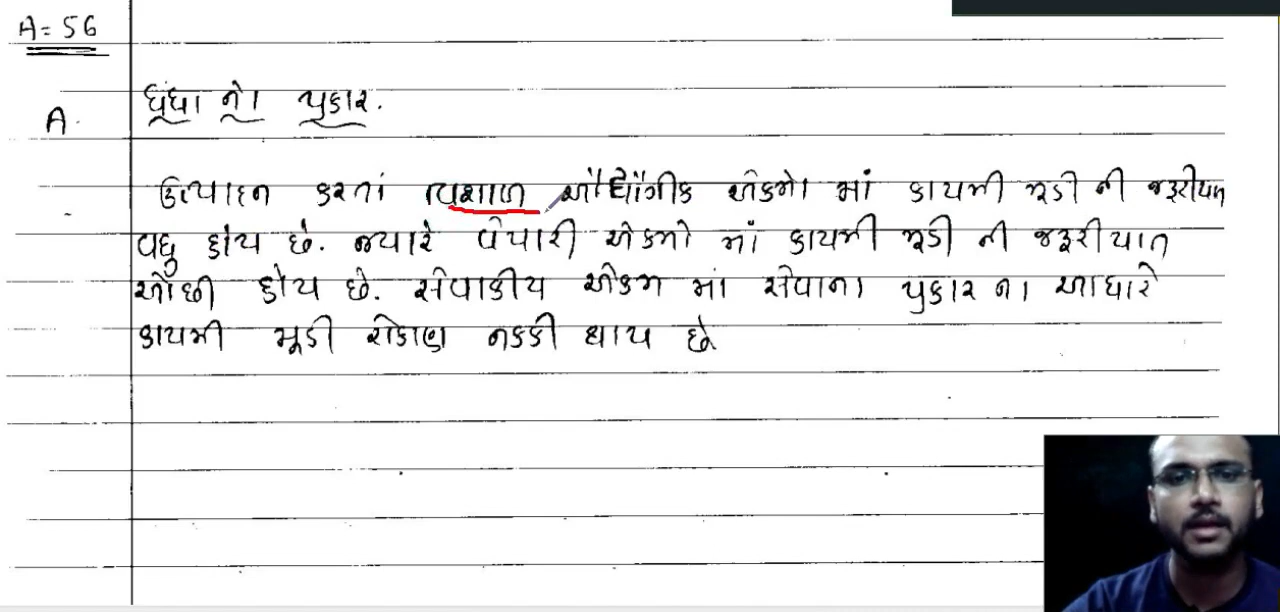 A = 56
A.
ધંધા નો પ્રકાર.
ઉત્પાદન કરતાં વિશાળ ઔદ્યોગીક એકમો માં કાયમી મૂડી ની જરૂરીયાત
વધુ હોય છે. જ્યારે વેપારી એકમો માં કાયમી મૂડી ની જરૂરીયાત
ઓછી હોય છે. સેવાકીય એકમ માં સેવાના પ્રકાર ના આધારે
કાયમી મૂડી રોકાણ નક્કી થાય છે